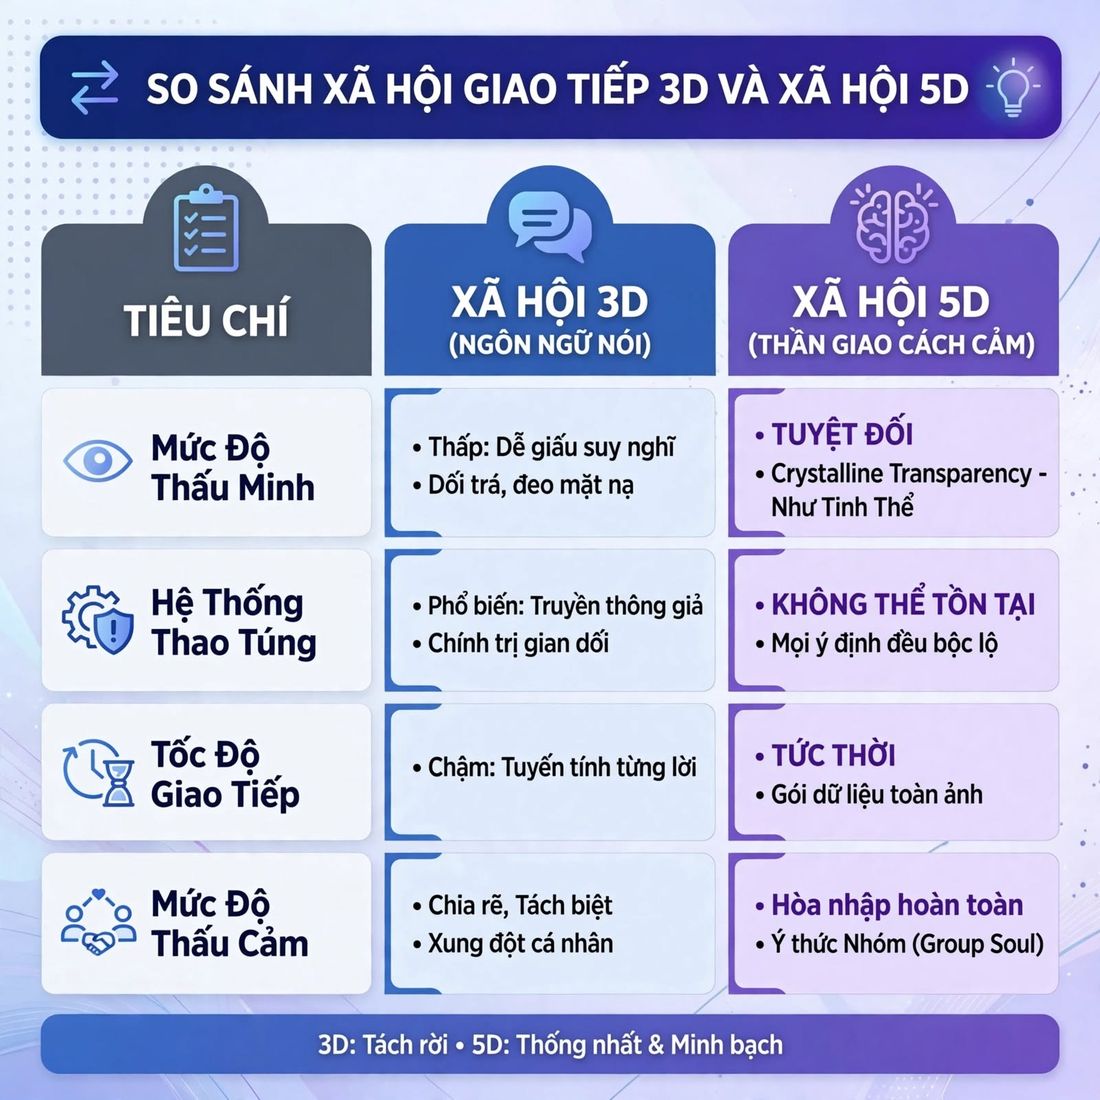 SO SÁNH XÃ HỘI GIAO TIẾP 3D VÀ XÃ HỘI 5D
TIÊU CHÍ
XÃ HỘI 3D
(NGÔN NGỮ NÓI)
XÃ HỘI 5D
(THẦN GIAO CÁCH CẢM)
Mức Độ
Thấu Minh
• Thấp: Dễ giấu suy nghĩ
• Dối trá, đeo mặt nạ
• TUYỆT ĐỐI
• Crystalline Transparency -
Như Tinh Thể
Hệ Thống
Thao Túng
• Phổ biến: Truyền thông giả
• Chính trị gian dối
• KHÔNG THỂ TỒN TẠI
• Mọi ý định đều bộc lộ
Tốc Độ
Giao Tiếp
• Chậm: Tuyến tính từng lời
• TỨC THỜI
• Gói dữ liệu toàn ảnh
Mức Độ
Thấu Cảm
• Chia rẽ, Tách biệt
• Xung đột cá nhân
• Hòa nhập hoàn toàn
• Ý thức Nhóm (Group Soul)
3D: Tách rời • 5D: Thống nhất & Minh bạch